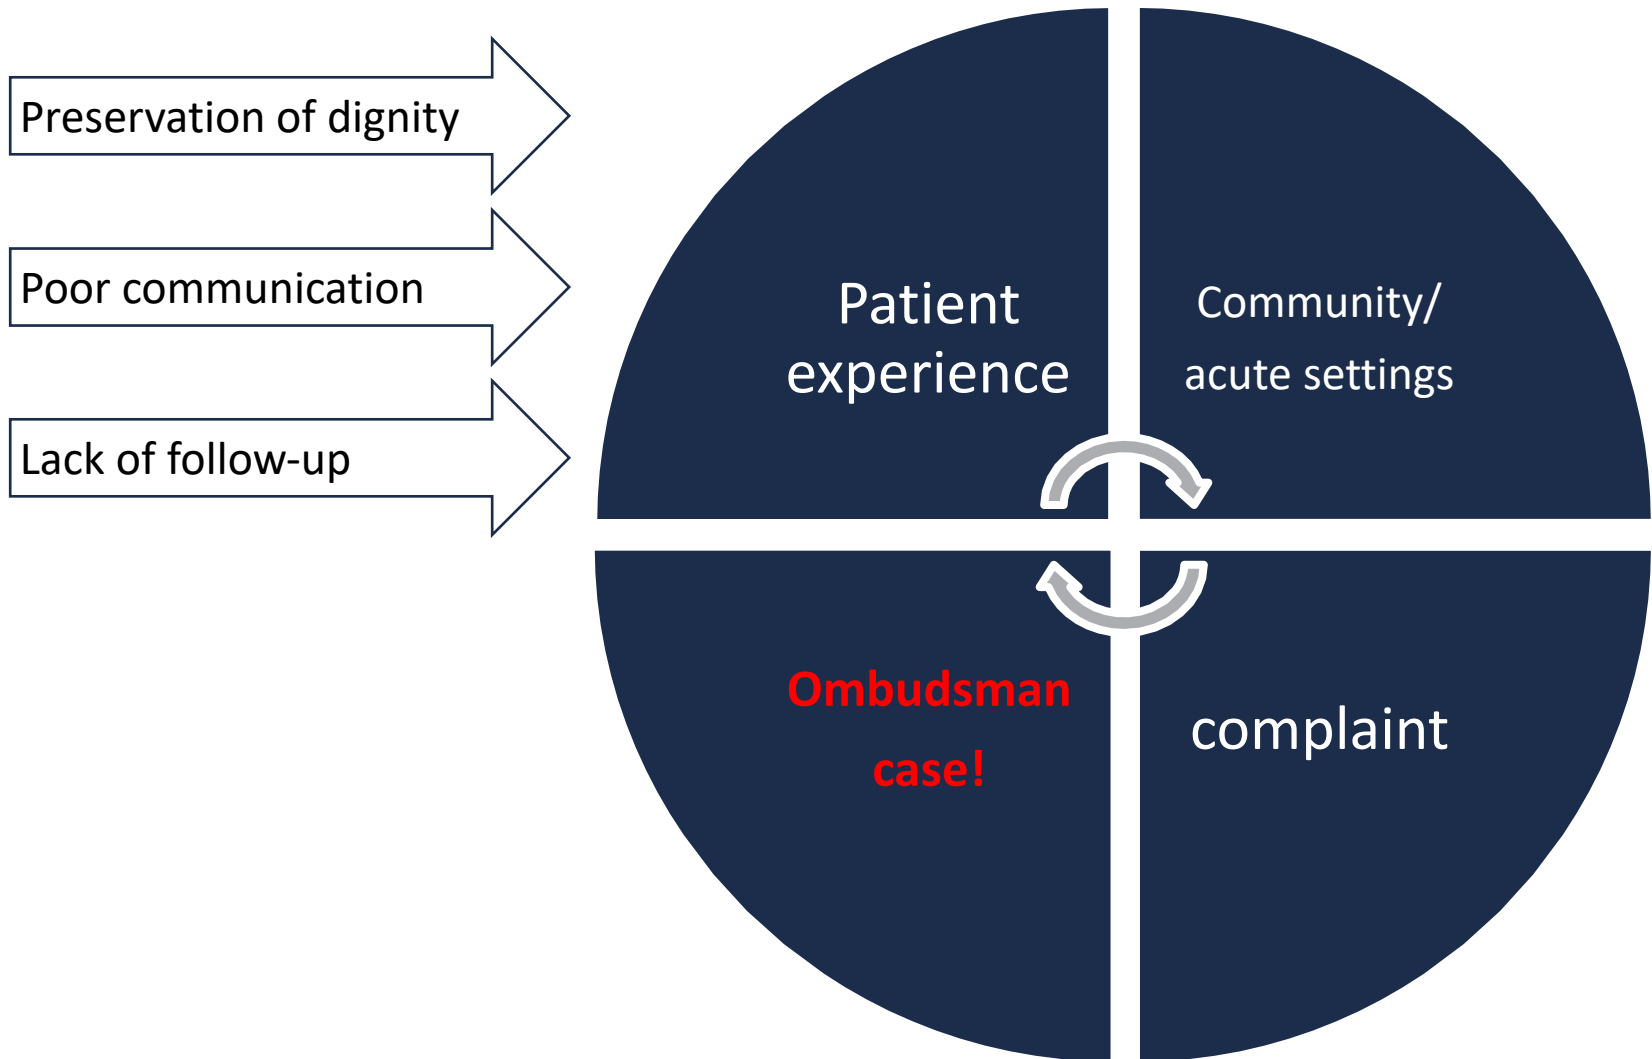 Preservation of dignity
Poor communication
Lack of follow-up
Patient
experience
Community/
acute settings
Ombudsman
case!
complaint